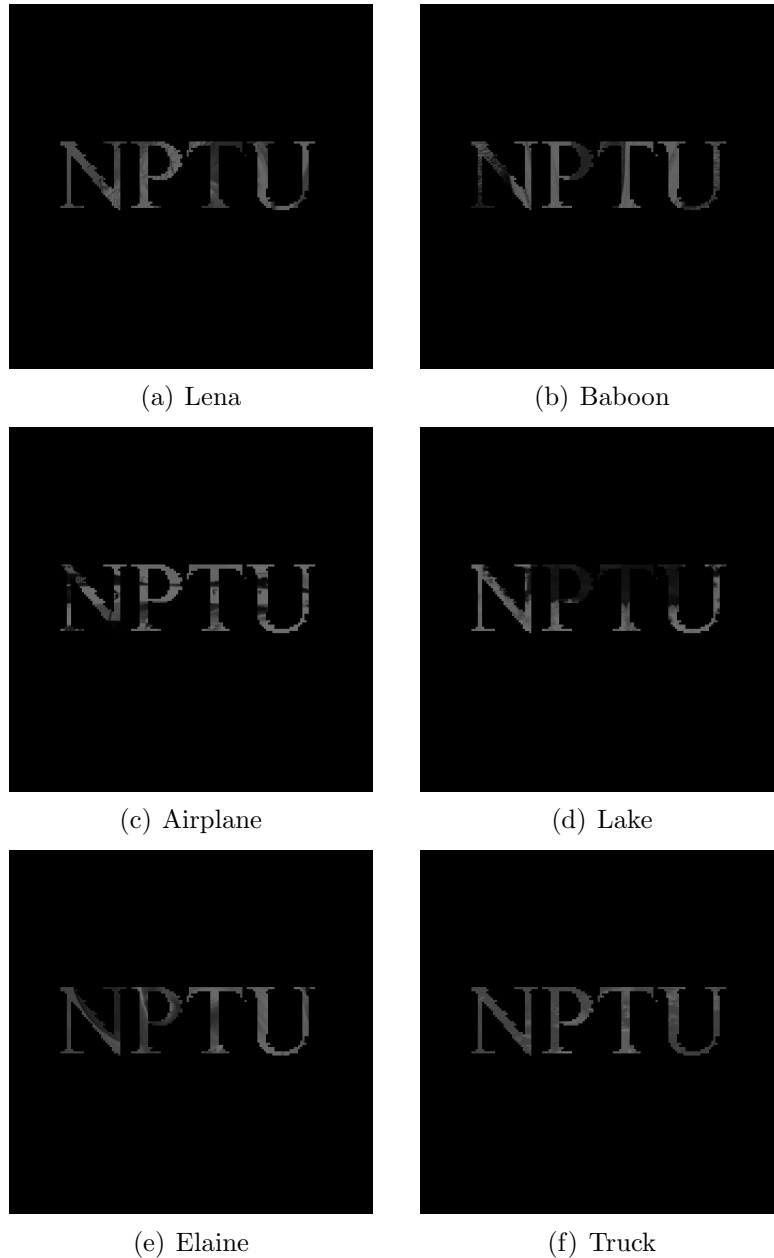 NPTU
NPTU
(a) Lena
(b) Baboon
NPTU
NPTU
(c) Airplane
(d) Lake
NPTU
NPTU
(e) Elaine
(f) Truck